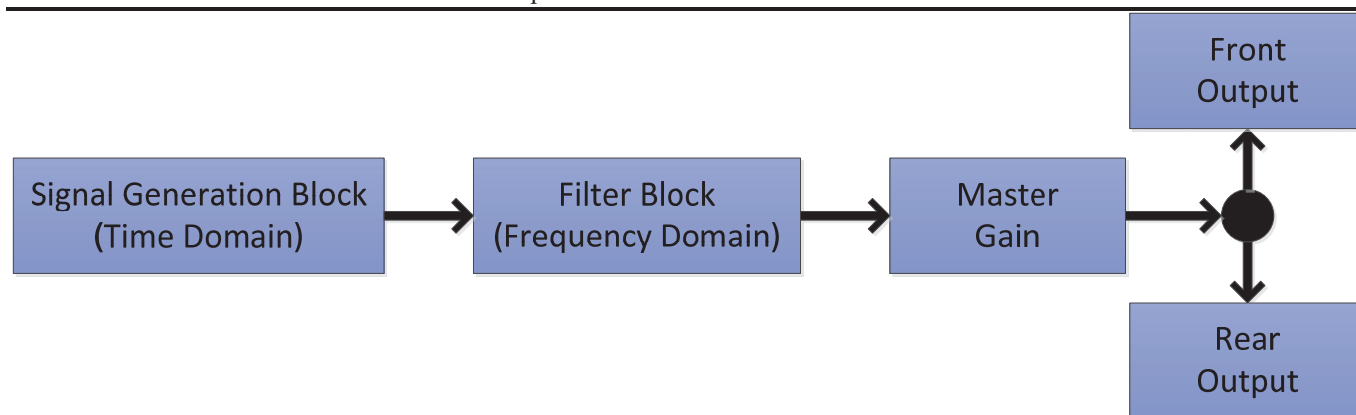 Front
Output
Signal Generation Block
(Time Domain)
Filter Block
(Frequency Domain)
Master
Gain
Rear
Output